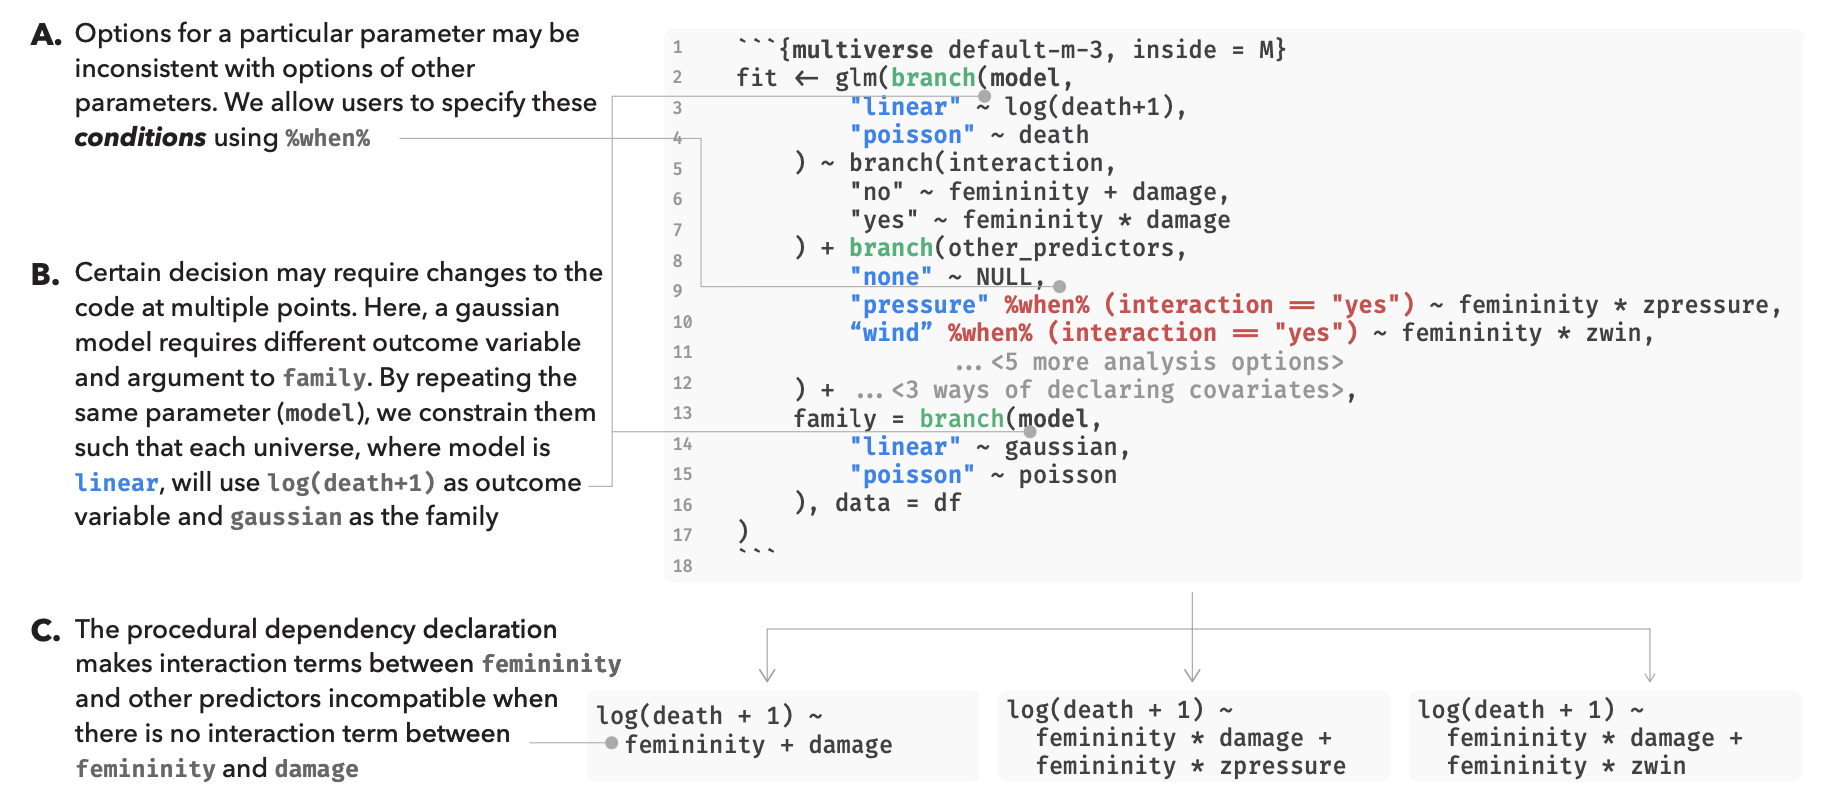 A. Options for a particular parameter may be
inconsistent with options of other
parameters. We allow users to specify these
conditions using %when%
B. Certain decision may require changes to the
code at multiple points. Here, a gaussian
model requires different outcome variable
and argument to family. By repeating the
same parameter (model), we constrain them
such that each universe, where model is
linear, will use log(death+1) as outcome
variable and gaussian as the family
C. The procedural dependency declaration
makes interaction terms between femininity
and other predictors incompatible when
there is no interaction term between
femininity and damage
1 ```{multiverse default-m-3, inside = M}
2 fit ← glm(branch(model,
3 "linear" ~ log(death+1),
4 "poisson" ~ death
5 ) ~ branch(interaction,
6 "no" ~ femininity + damage,
7 "yes" ~ femininity * damage
8 ) + branch(other_predictors,
9 "none" ~ NULL,
10 "pressure" %when% (interaction == "yes") ~ femininity * zpressure,
11 “wind” %when% (interaction == "yes") ~ femininity * zwin,
12 ...<5 more analysis options>
13 ) + ...<3 ways of declaring covariates>,
14 family = branch(model,
15 "linear" ~ gaussian,
16 "poisson" ~ poisson
17 ), data = df
18 )
```
log(death + 1) ~
femininity + damage
log(death + 1) ~
femininity * damage +
femininity * zpressure
log(death + 1) ~
femininity * damage +
femininity * zwin